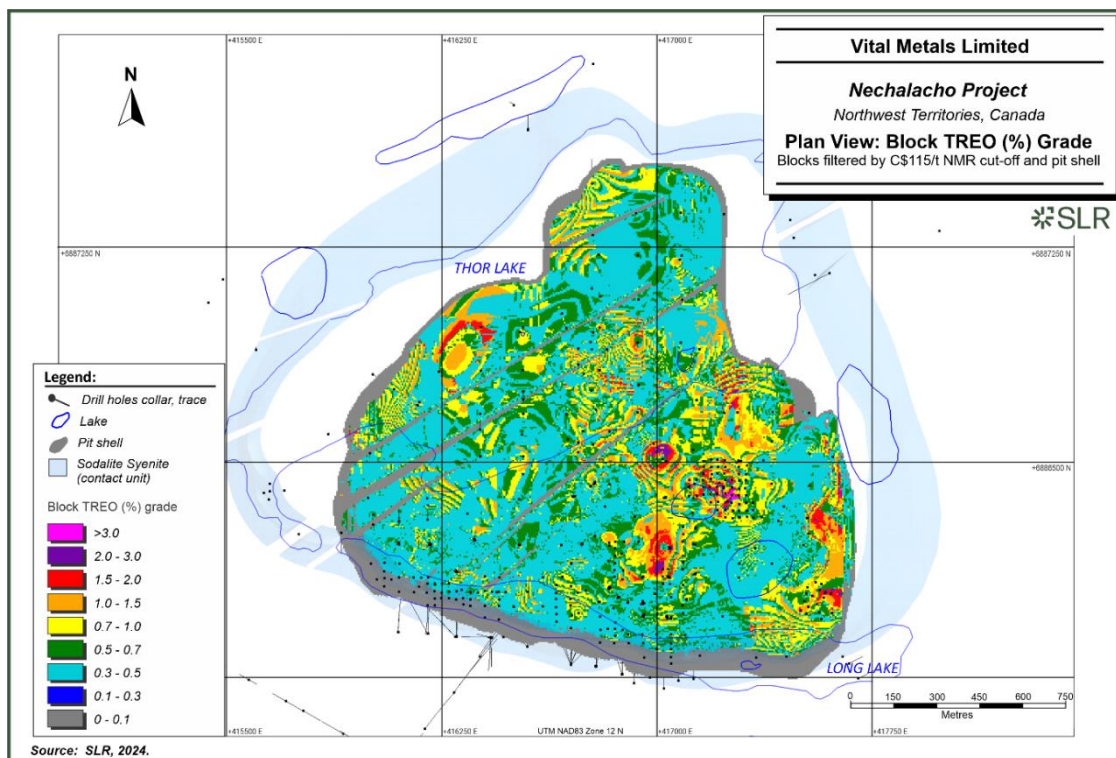 Vital Metals Limited
Nechalacho Project
Northwest Territories, Canada
Plan View: Block TREO (%) Grade
Blocks filtered by C$115/t NMR cut-off and pit shell
SLR
+415500 E
+416250 E
+417000 E
N
+6887250 N
+6887250 N
THOR LAKE
Legend:
Drill holes collar, trace
Lake
Pit shell
Sodalite Syenite
(contact unit)
Block TREO (%) grade
>3.0
2.0 - 3.0
1.5 - 2.0
1.0 - 1.5
0.7 - 1.0
0.5 - 0.7
0.3 - 0.5
0.1 - 0.3
0 - 0.1
+6886500 N
LONG LAKE
0 150 300 450 600 750
Metres
+415500 E
+416250 E
UTM NAD83 Zone 12 N
+417000 E
+417750 E
Source: SLR, 2024.